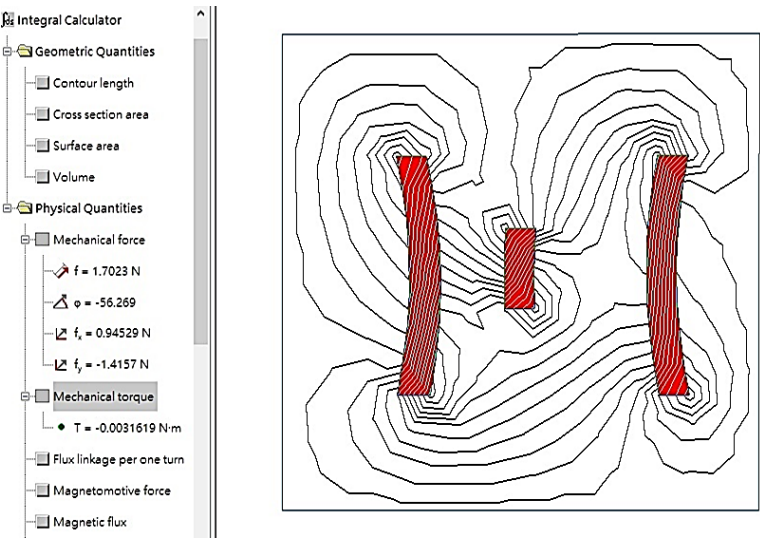 Integral Calculator
Geometric Quantities
Contour length
Cross section area
Surface area
Volume
Physical Quantities
Mechanical force
f = 1.7023 N
φ = -56.269
fx = 0.94529 N
fy = -1.4157 N
Mechanical torque
T = -0.0031619 N·m
Flux linkage per one turn
Magnetomotive force
Magnetic flux